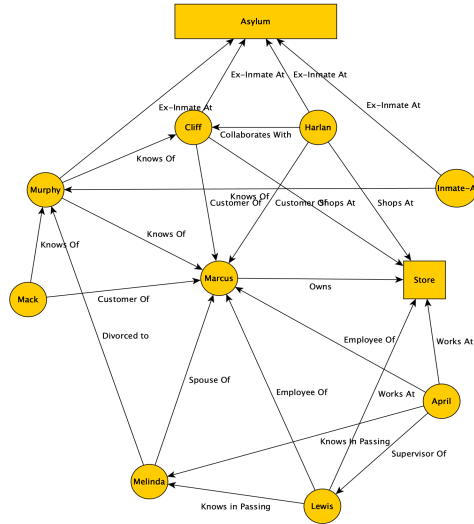 Asylum
Ex-Inmate At
Ex-Inmate At
Ex-Inmate At
Ex-Inmate At
Cliff
Collaborates With
Harlan
Knows Of
Murphy
Knows Of
Inmate-A
Customer Of
Customer Of
Shops At
Shops At
Knows Of
Knows Of
Marcus
Owns
Store
Mack
Customer Of
Divorced to
Employee Of
Works At
Spouse Of
Employee Of
Works At
April
Knows in Passing
Supervisor Of
Melinda
Knows in Passing
Lewis